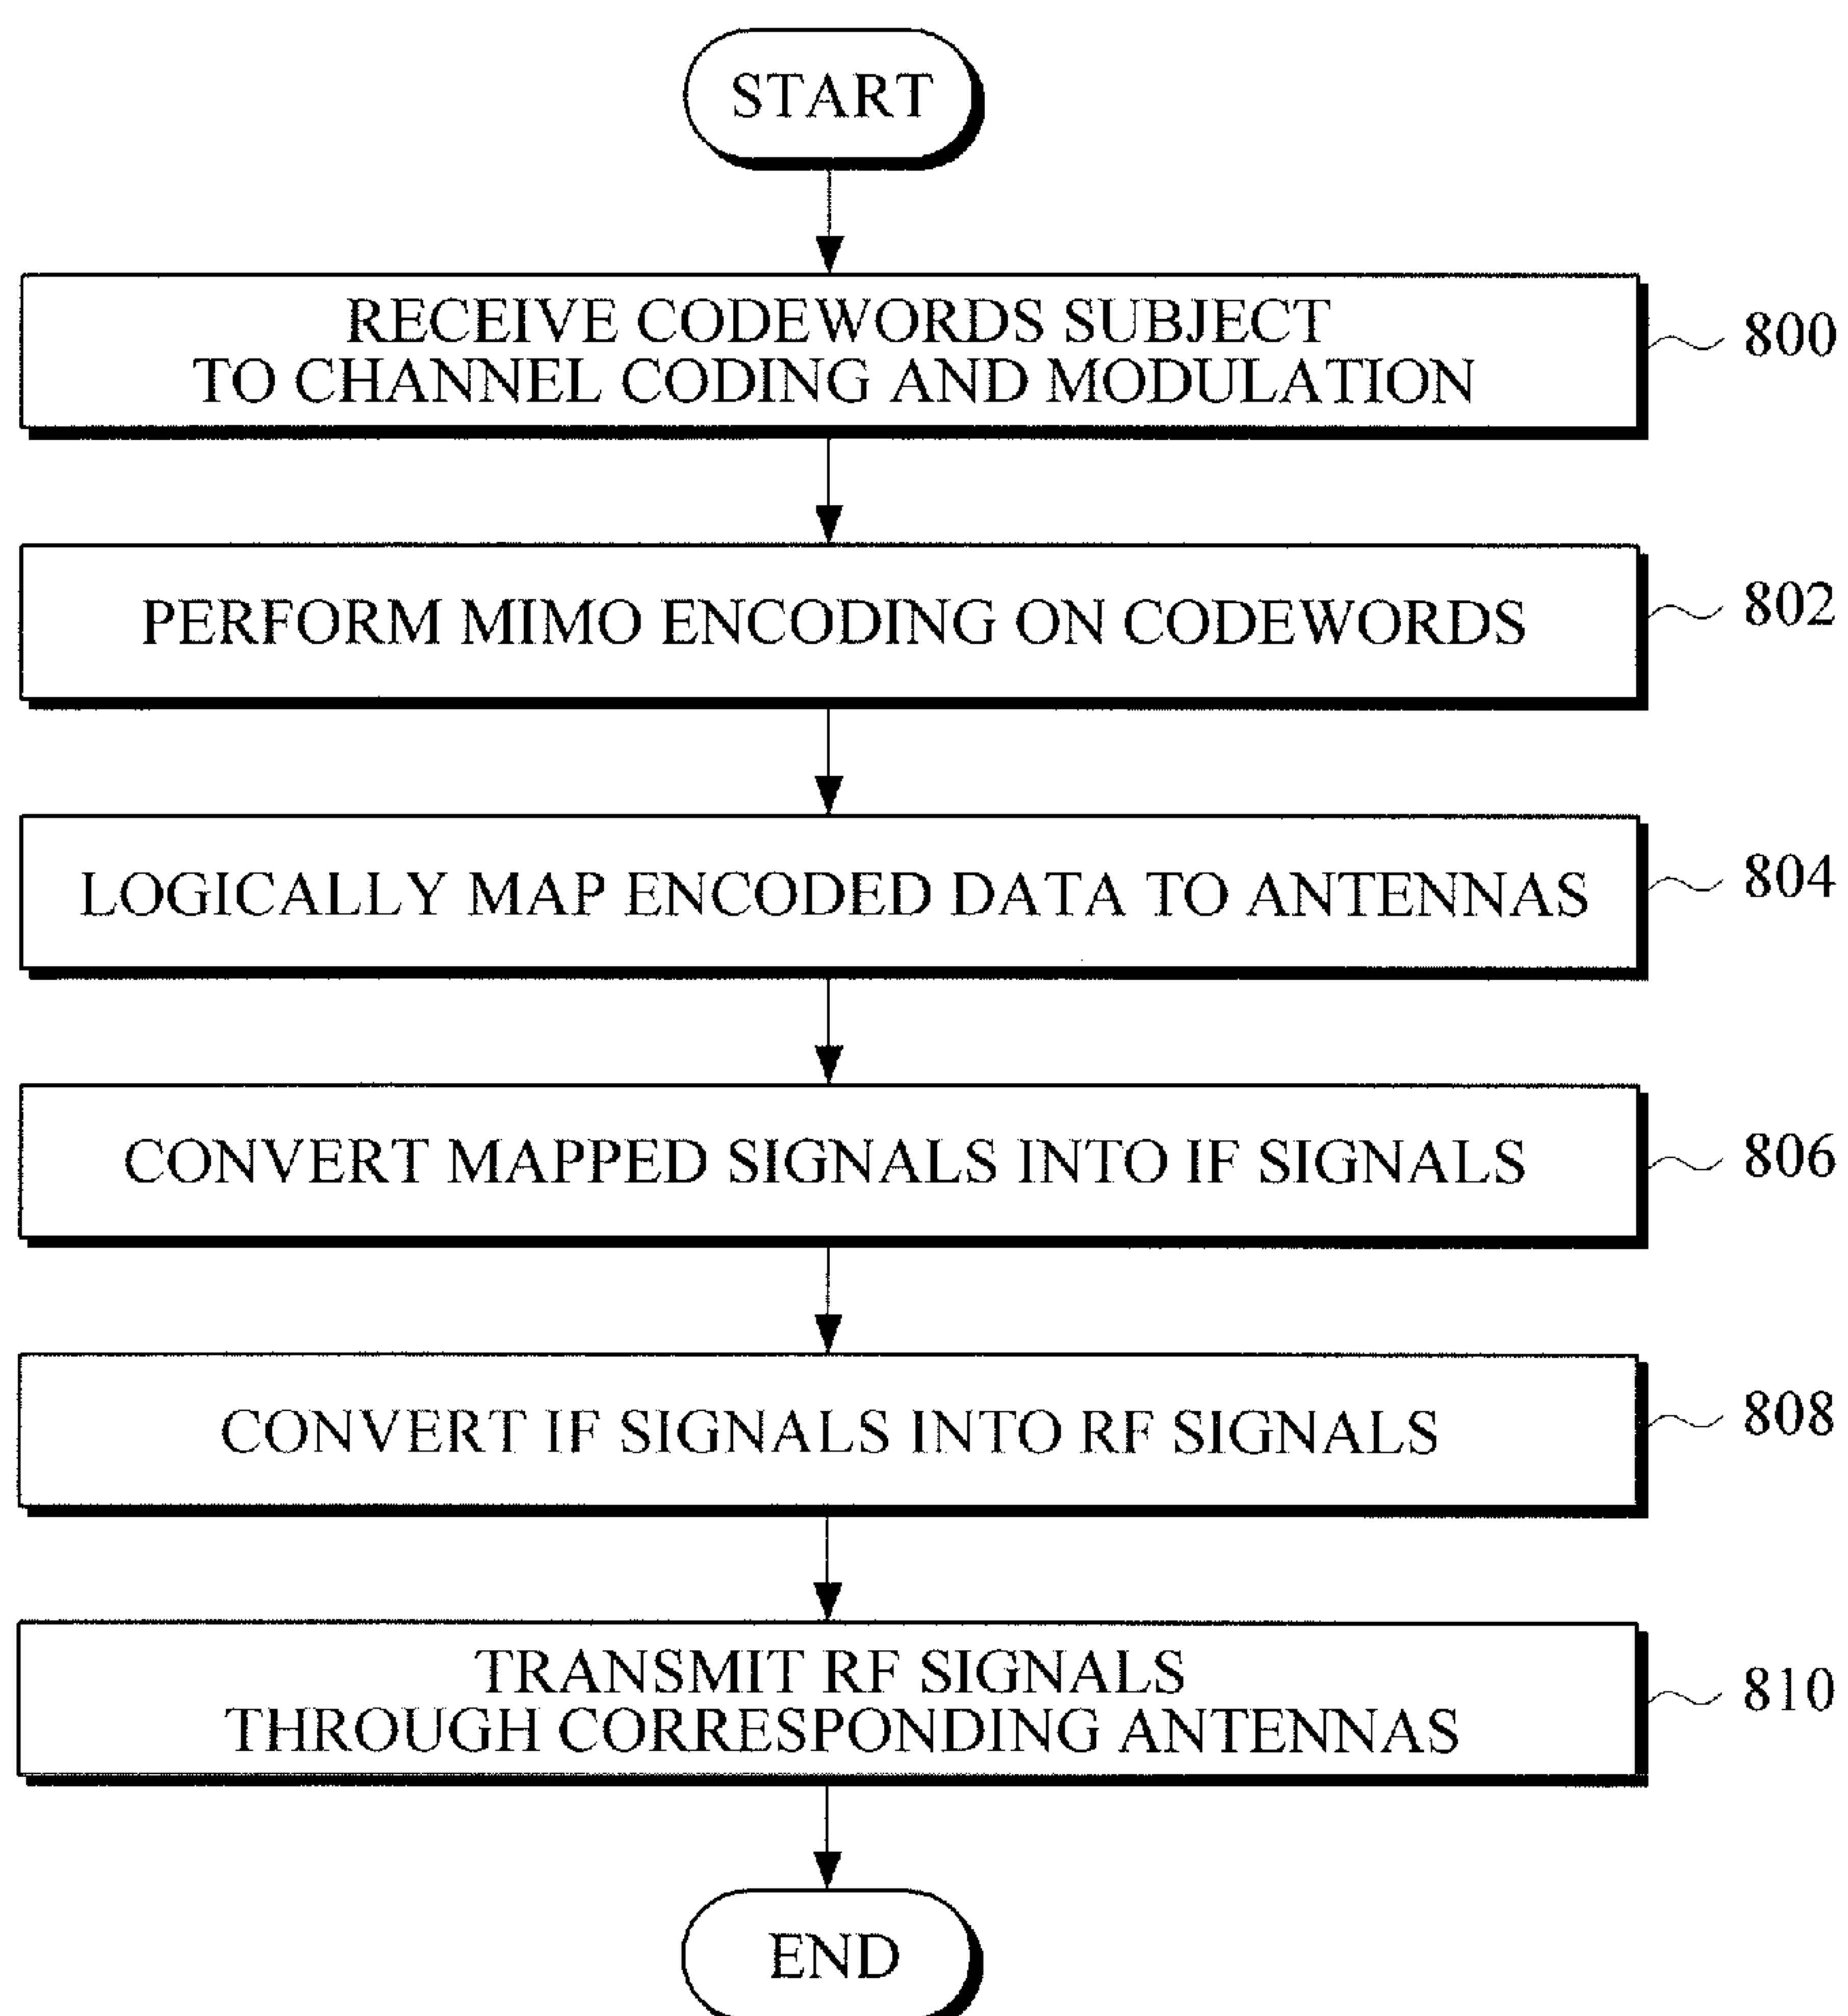 START
RECEIVE CODEWORDS SUBJECT
TO CHANNEL CODING AND MODULATION
800
PERFORM MIMO ENCODING ON CODEWORDS
802
LOGICALLY MAP ENCODED DATA TO ANTENNAS
804
CONVERT MAPPED SIGNALS INTO IF SIGNALS
806
CONVERT IF SIGNALS INTO RF SIGNALS
808
TRANSMIT RF SIGNALS
THROUGH CORRESPONDING ANTENNAS
810
END